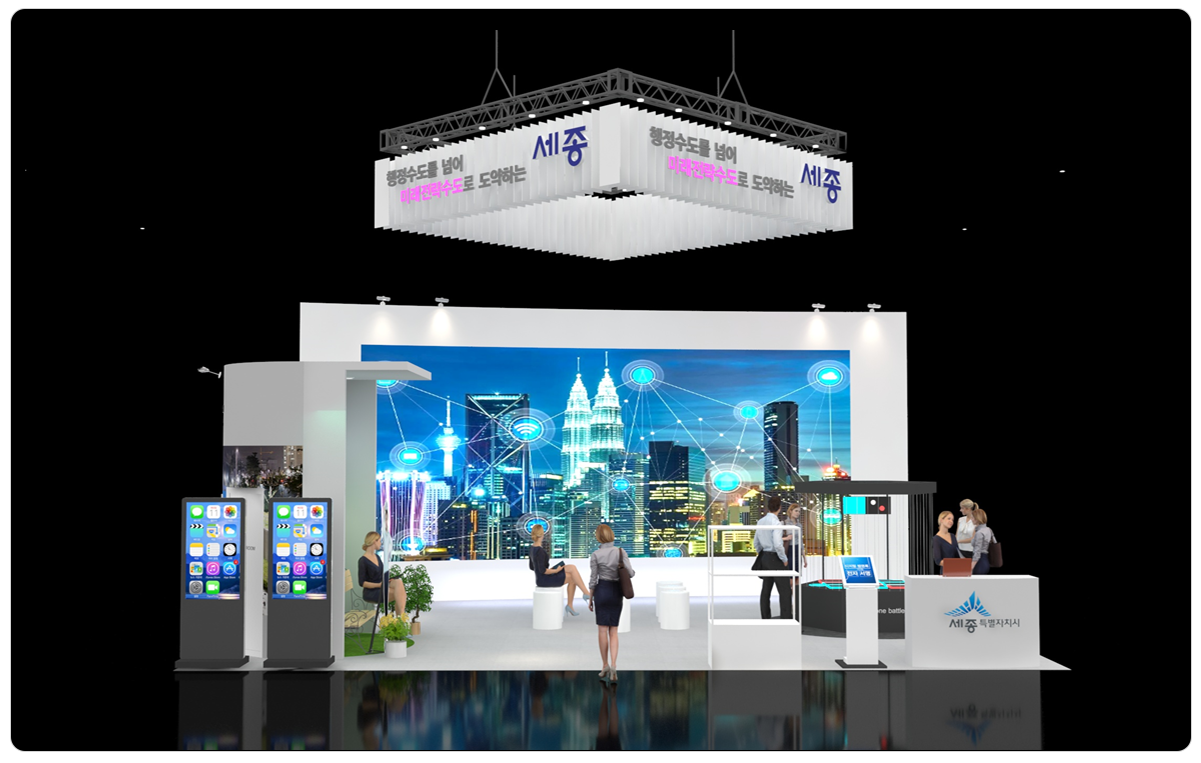 행정수도를 넘어
미래전략수도로 도약하는
세종
행정수도를 넘어
미래전략수도로 도약하는
세종
one battle
세종특별자치시